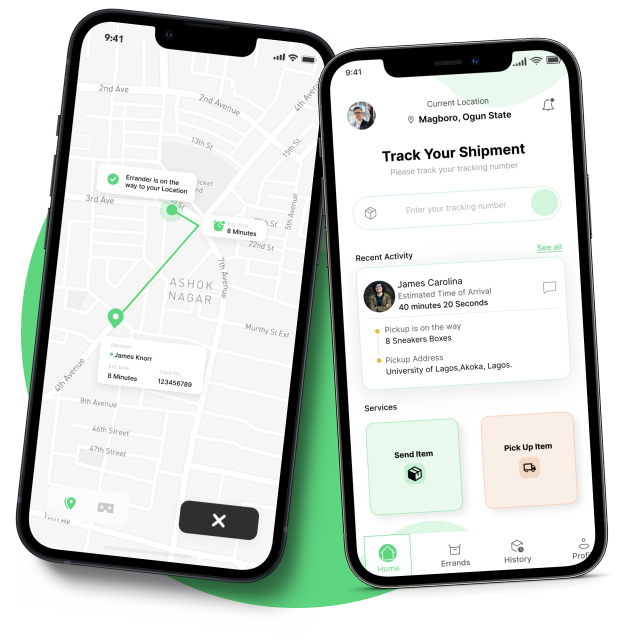 9:41
2nd Ave
2nd Avenue
4th Av
13th St
15th St
Errander is on the
way to your Location
3rd Ave
8 Minutes
5th Avenue
22nd St
7th Avenue
ASHOK
NAGAR
Murthy St Ext
Receiver
James Knorr
Est. Time
Track No.
8 Minutes
123456789
4th Avenue
8th Avenue
46th Street
47th Street
9:41
Current Location
Magboro, Ogun State
Track Your Shipment
Please track your tracking number
Enter your tracking number
Recent Activity
See all
James Carolina
Estimated Time of Arrival
40 minutes 20 Seconds
Pickup is on the way
8 Sneakers Boxes
Pickup Address
University of Lagos,Akoka, Lagos.
Services
Send Item
Pick Up Item
Home
Errands
History
Profi